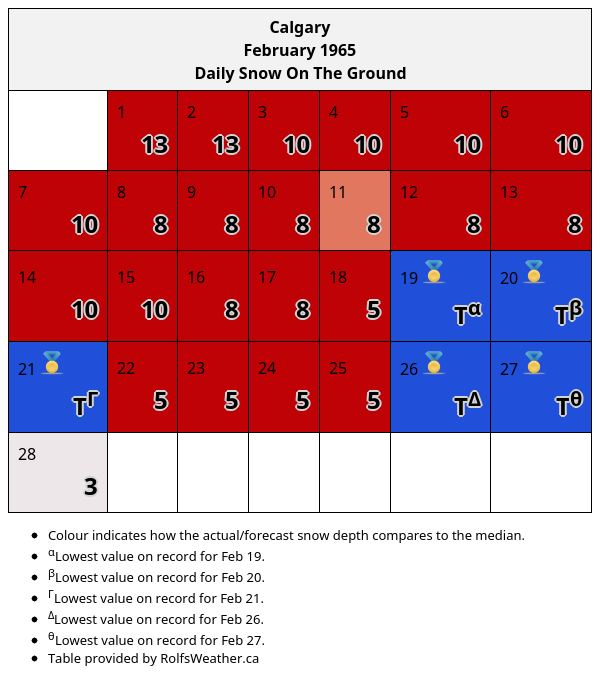 Calgary
February 1965
Daily Snow On The Ground
1 2 3 4 5 6
13 13 10 10 10 10
7 8 9 10 11 12 13
10 8 8 8 8 8 8
14 15 16 17 18 19 20
10 10 8 8 5 Tα Tβ
21 22 23 24 25 26 27
TΓ 5 5 5 5 TΔ Tθ
28
3
Colour indicates how the actual/forecast snow depth compares to the median.
αLowest value on record for Feb 19.
βLowest value on record for Feb 20.
ΓLowest value on record for Feb 21.
ΔLowest value on record for Feb 26.
θLowest value on record for Feb 27.
Table provided by RolfsWeather.ca